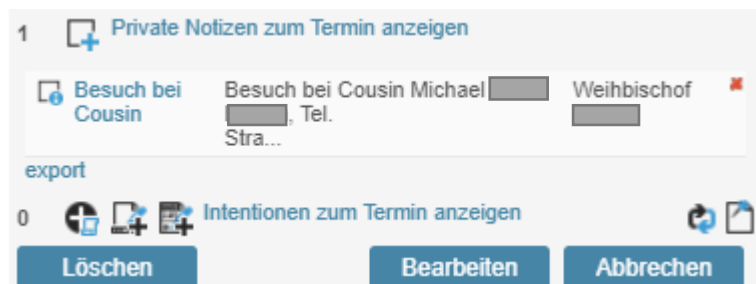 1 Private Notizen zum Termin anzeigen
Besuch bei Besuch bei Cousin Michael Weihbischof
Cousin , Tel.
Stra...
export
0 Intentionen zum Termin anzeigen
Löschen Bearbeiten Abbrechen